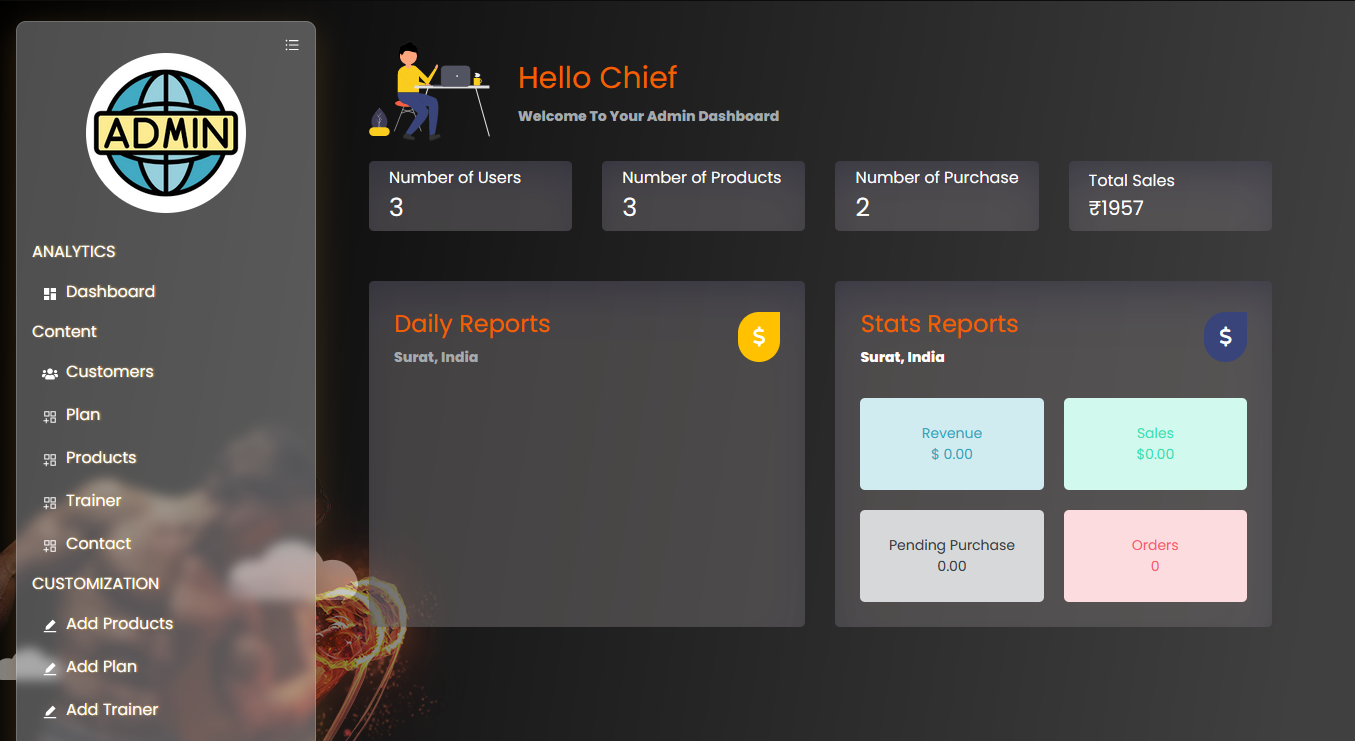 ADMIN
ANALYTICS
Dashboard
Content
Customers
Plan
Products
Trainer
Contact
CUSTOMIZATION
Add Products
Add Plan
Add Trainer
Hello Chief
Welcome To Your Admin Dashboard
Number of Users
3
Number of Products
3
Number of Purchase
2
Total Sales
₹1957
Daily Reports
Surat, India
$
Stats Reports
Surat, India
$
Revenue
$ 0.00
Sales
$0.00
Pending Purchase
0.00
Orders
0